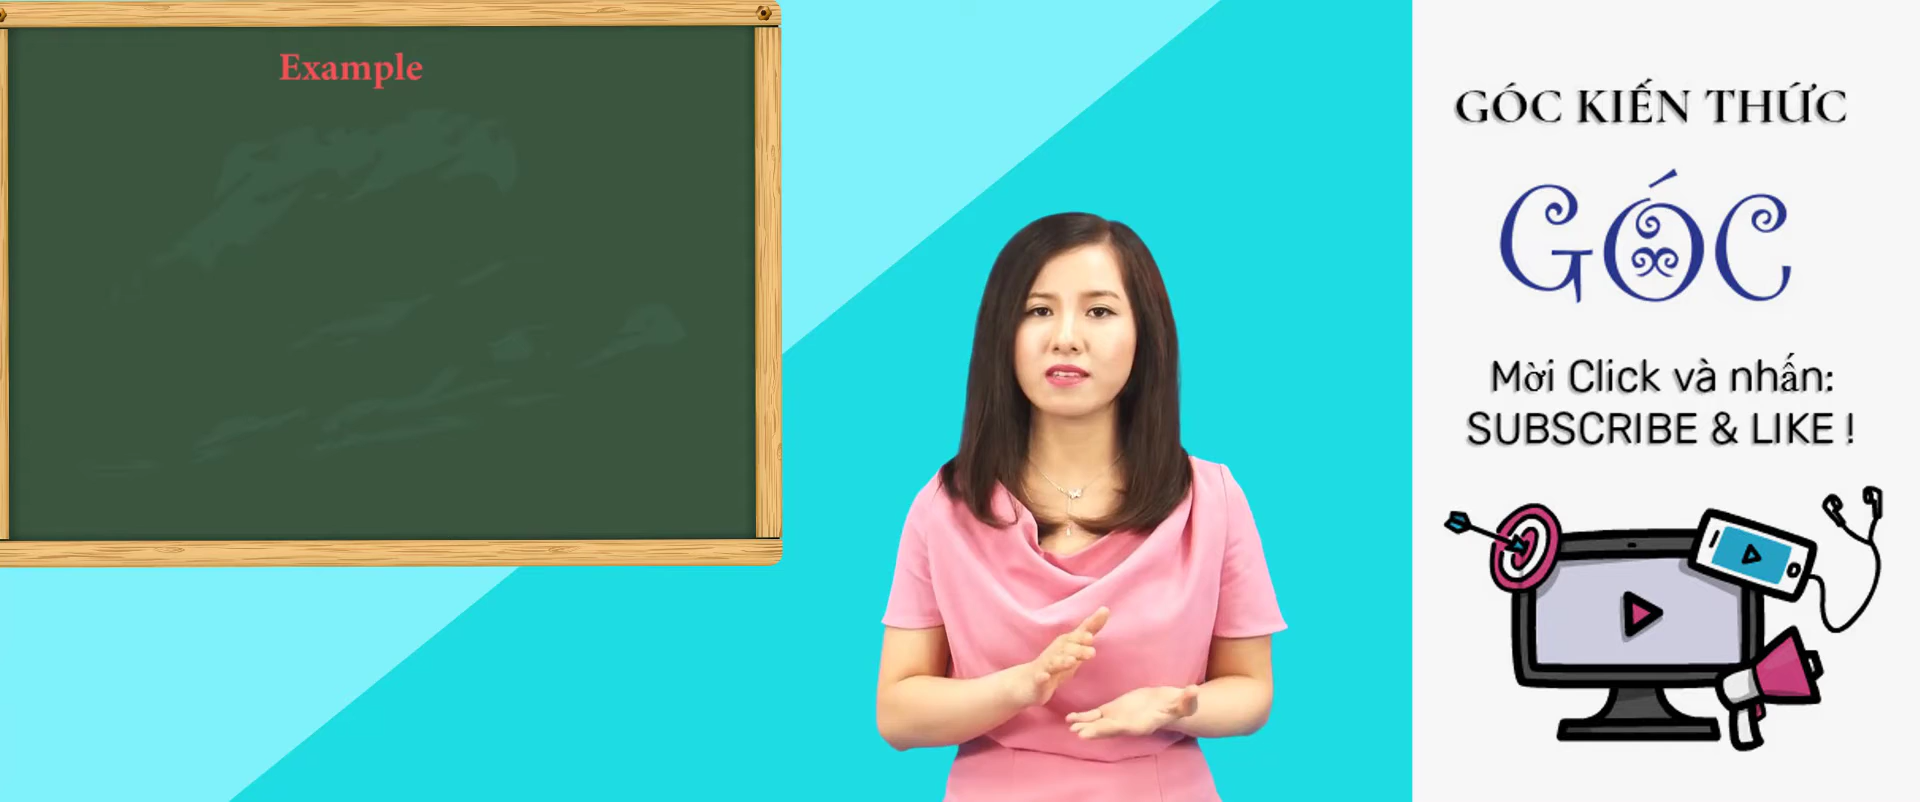 Example
GÓC KIẾN THỨC
GÓC
Mời Click và nhấn:
SUBSCRIBE & LIKE !